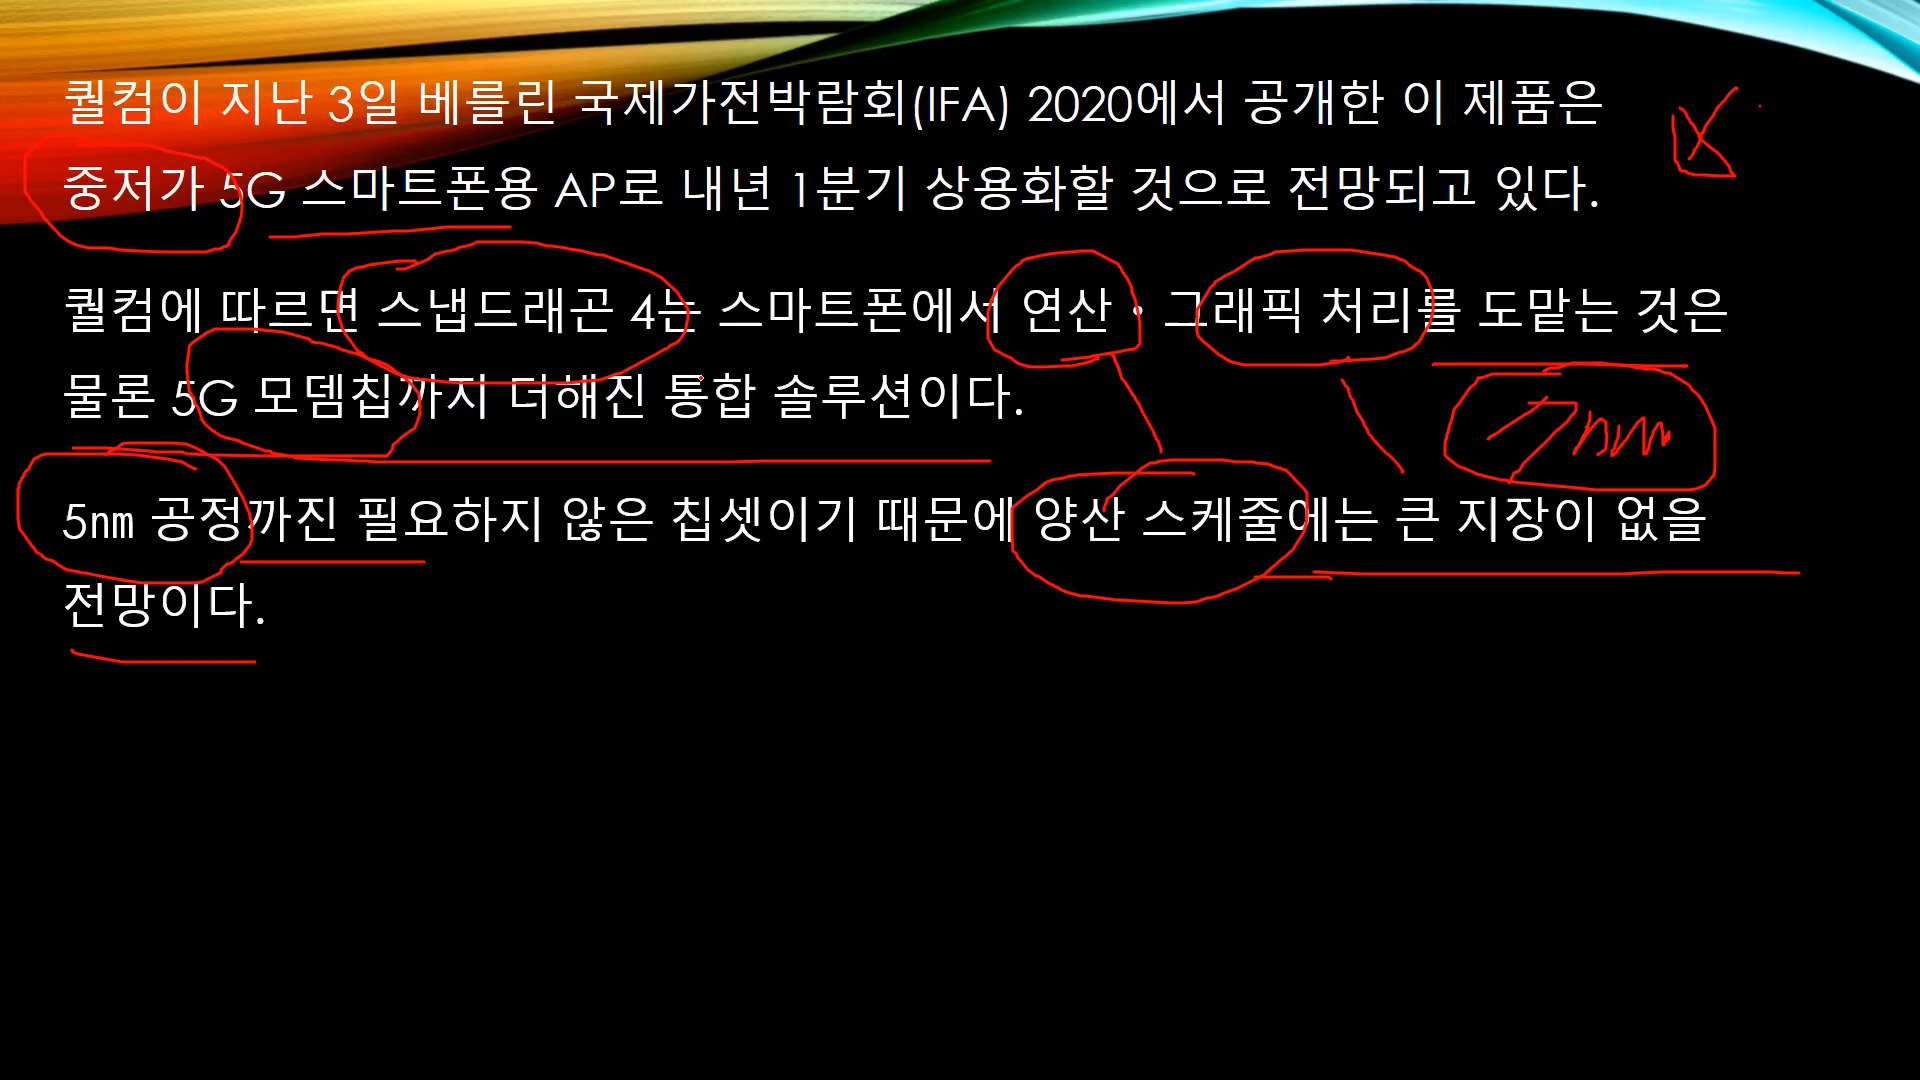 퀄컴이 지난 3일 베를린 국제가전박람회(IFA) 2020에서 공개한 이 제품은
중저가 5G 스마트폰용 AP로 내년 1분기 상용화할 것으로 전망되고 있다.
퀄컴에 따르면 스냅드래곤 4는 스마트폰에서 연산·그래픽 처리를 도맡는 것은
물론 5G 모뎀칩까지 더해진 통합 솔루션이다.
7nm
5nm 공정까진 필요하지 않은 칩셋이기 때문에 양산 스케줄에는 큰 지장이 없을
전망이다.